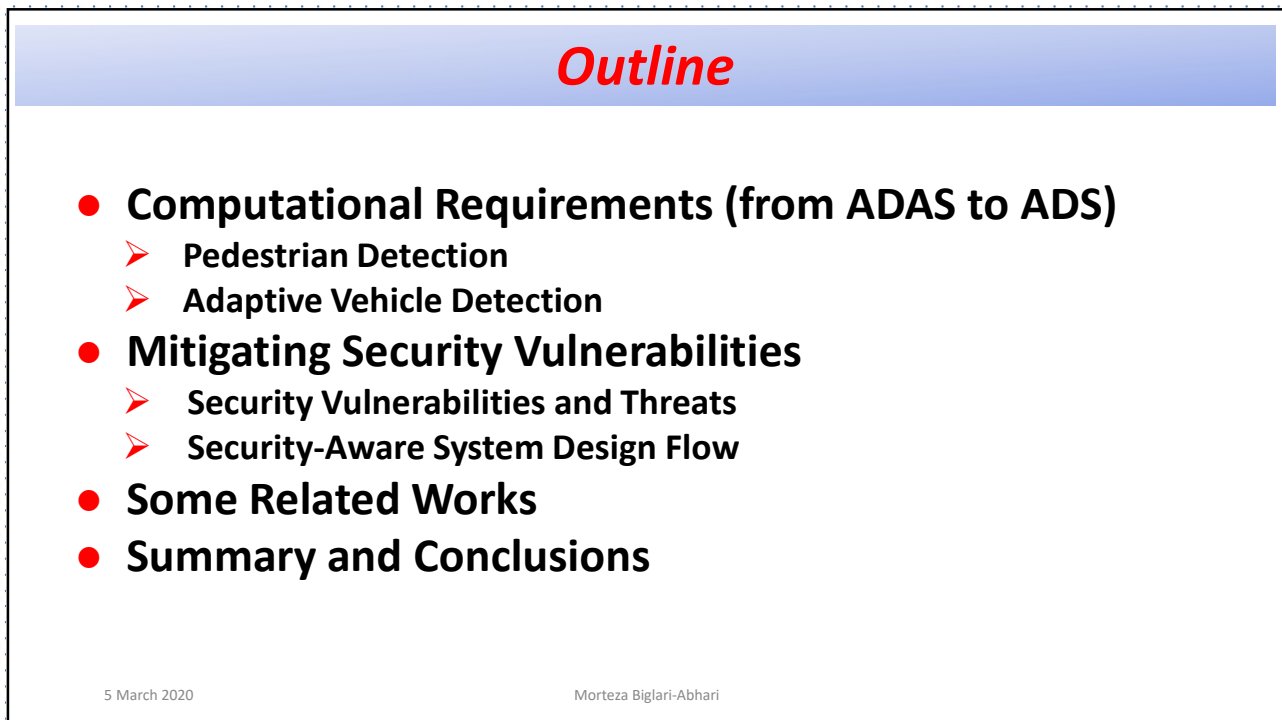 Outline
● Computational Requirements (from ADAS to ADS)
➢ Pedestrian Detection
➢ Adaptive Vehicle Detection
● Mitigating Security Vulnerabilities
➢ Security Vulnerabilities and Threats
➢ Security-Aware System Design Flow
● Some Related Works
● Summary and Conclusions
5 March 2020
Morteza Biglari-Abhari